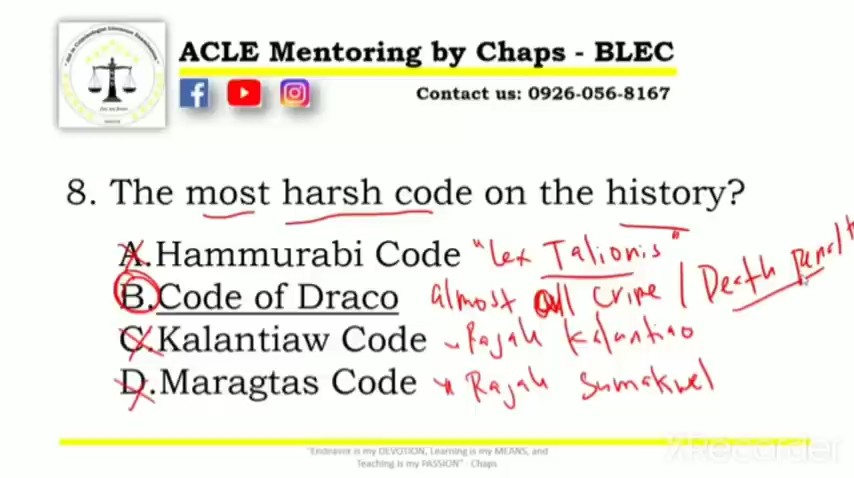 ACLE Mentoring by Chaps - BLEC
Contact us: 0926-056-8167
8. The most harsh code on the history?
A. Hammurabi Code "lex Talionis"
B. Code of Draco almost all crime / Death penalty
C. Kalantiaw Code Rajah Kalantiao
D. Maragtas Code Rajah Sumakwel
"Endeavor is my DEVOTION, Learning is my MEANS, and
Teaching is my PASSION" - Chaps
XRecorder